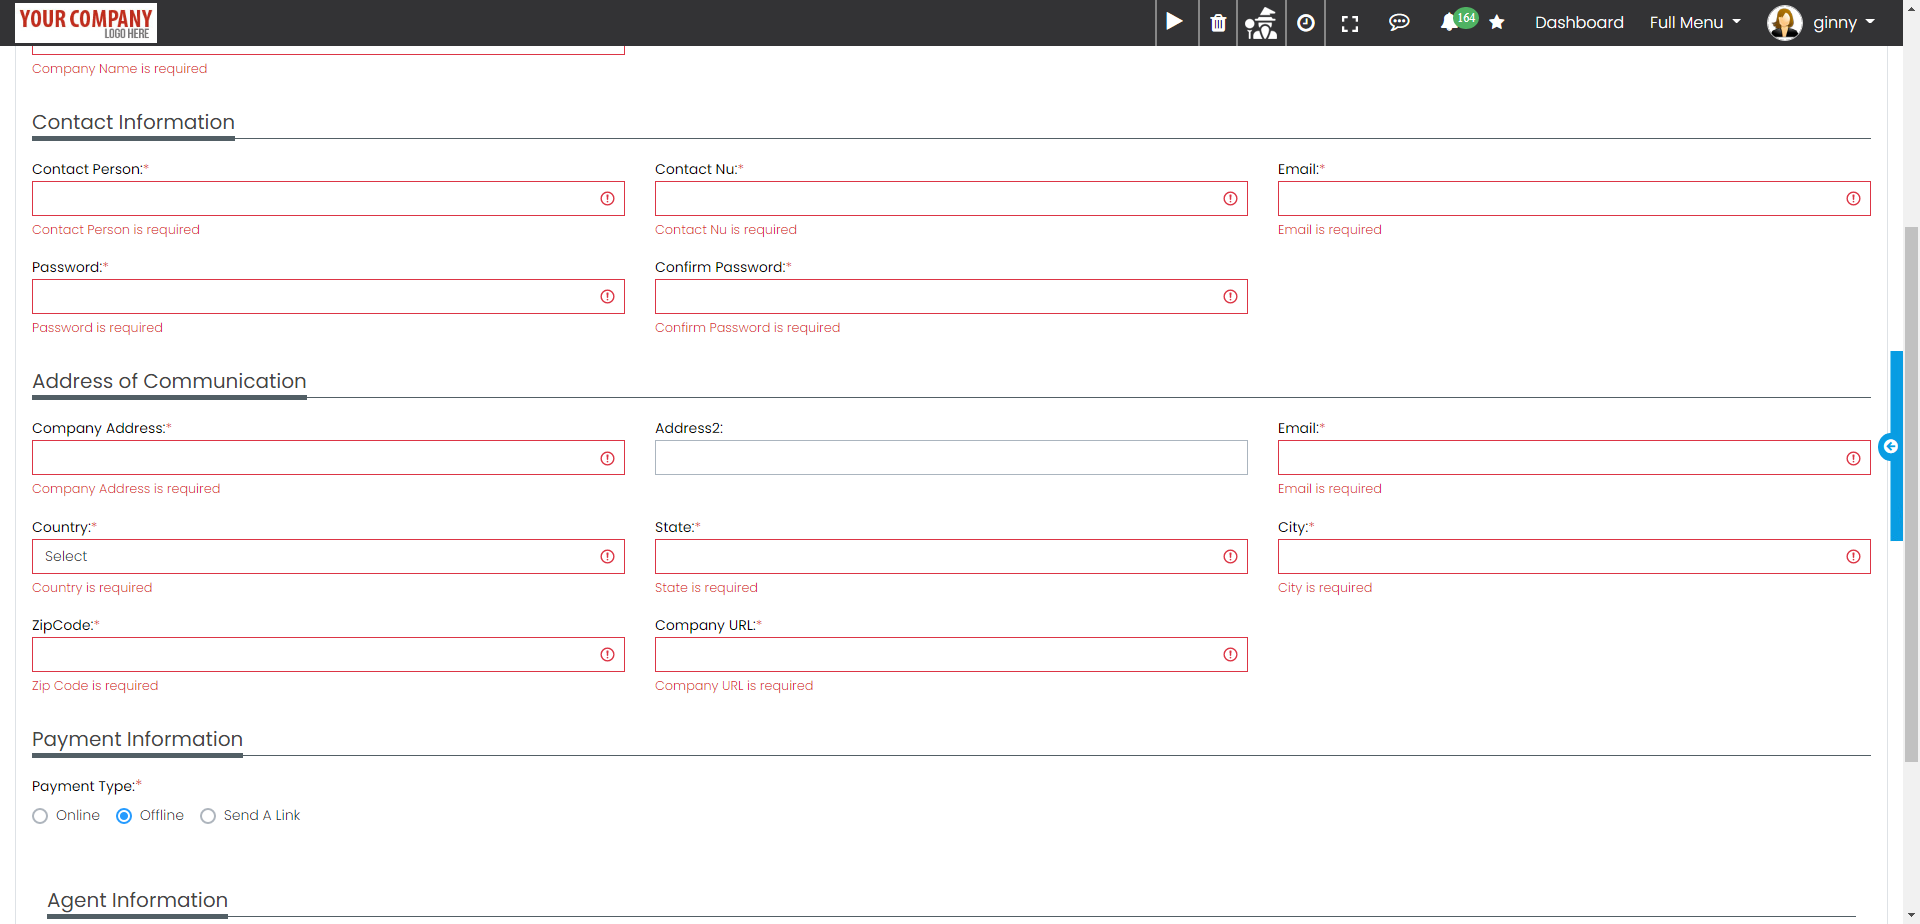 YOUR COMPANY
LOGO HERE
164
Dashboard
Full Menu
ginny
Company Name is required
Contact Information
Contact Person:*
Contact Nu:*
Email:*
Contact Person is required
Contact Nu is required
Email is required
Password:*
Confirm Password:*
Password is required
Confirm Password is required
Address of Communication
Company Address:*
Address2:
Email:*
Company Address is required
Email is required
Country:*
State:*
City:*
Select
Country is required
State is required
City is required
ZipCode:*
Company URL:*
Zip Code is required
Company URL is required
Payment Information
Payment Type:*
Online
Offline
Send A Link
Agent Information